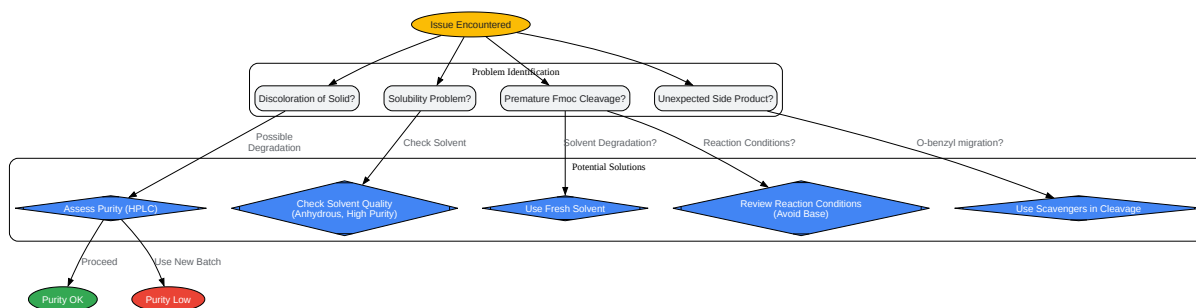 Issue Encountered
Problem Identification
Discoloration of Solid?
Solubility Problem?
Premature Fmoc Cleavage?
Unexpected Side Product?
Possible
Degradation
Check Solvent
Solvent Degradation?
Reaction Conditions?
O-benzyl migration?
Potential Solutions
Assess Purity (HPLC)
Check Solvent Quality
(Anhydrous, High Purity)
Use Fresh Solvent
Review Reaction Conditions
(Avoid Base)
Use Scavengers in Cleavage
Proceed
Use New Batch
Purity OK
Purity Low